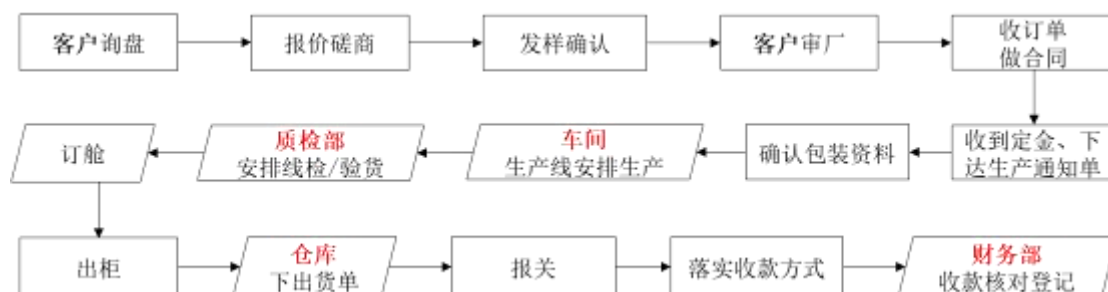 客户询盘
报价磋商
发样确认
客户审厂
收订单
做合同
订舱
质检部
安排线检/验货
车间
生产线安排生产
确认包装资料
收到定金、下
达生产通知单
出柜
仓库
下出货单
报关
落实收款方式
财务部
收款核对登记